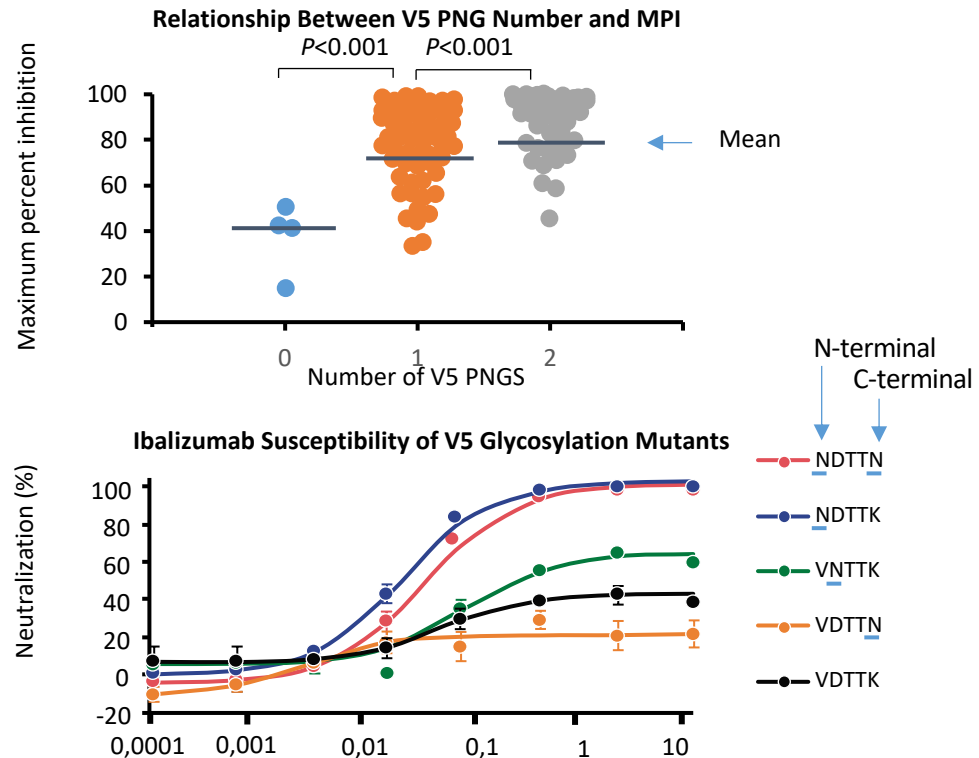 Relationship Between V5 PNG Number and MPI
P<0.001
P<0.001
Maximum percent inhibition
100
80
60
40
20
0
Mean
0
1
2
Number of V5 PNGS
N-terminal
C-terminal
Ibalizumab Susceptibility of V5 Glycosylation Mutants
Neutralization (%)
100
80
60
40
20
0
-20
0,0001
0,001
0,01
0,1
1
10
NDTTN
NDTTK
VNTTK
VDTTN
VDTTK